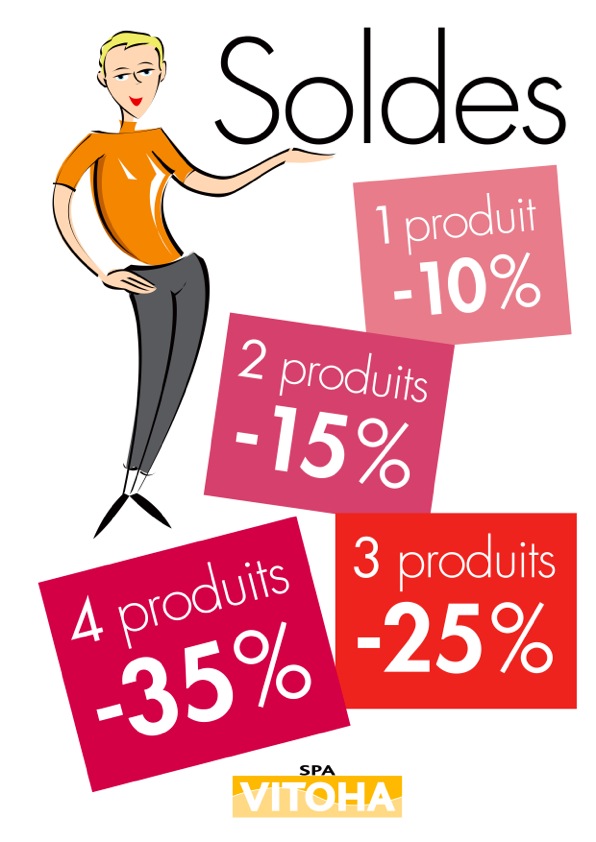 Soldes
1 produit
-10%
2 produits
-15%
3 produits
-25%
4 produits
-35%
SPA
VITOHA